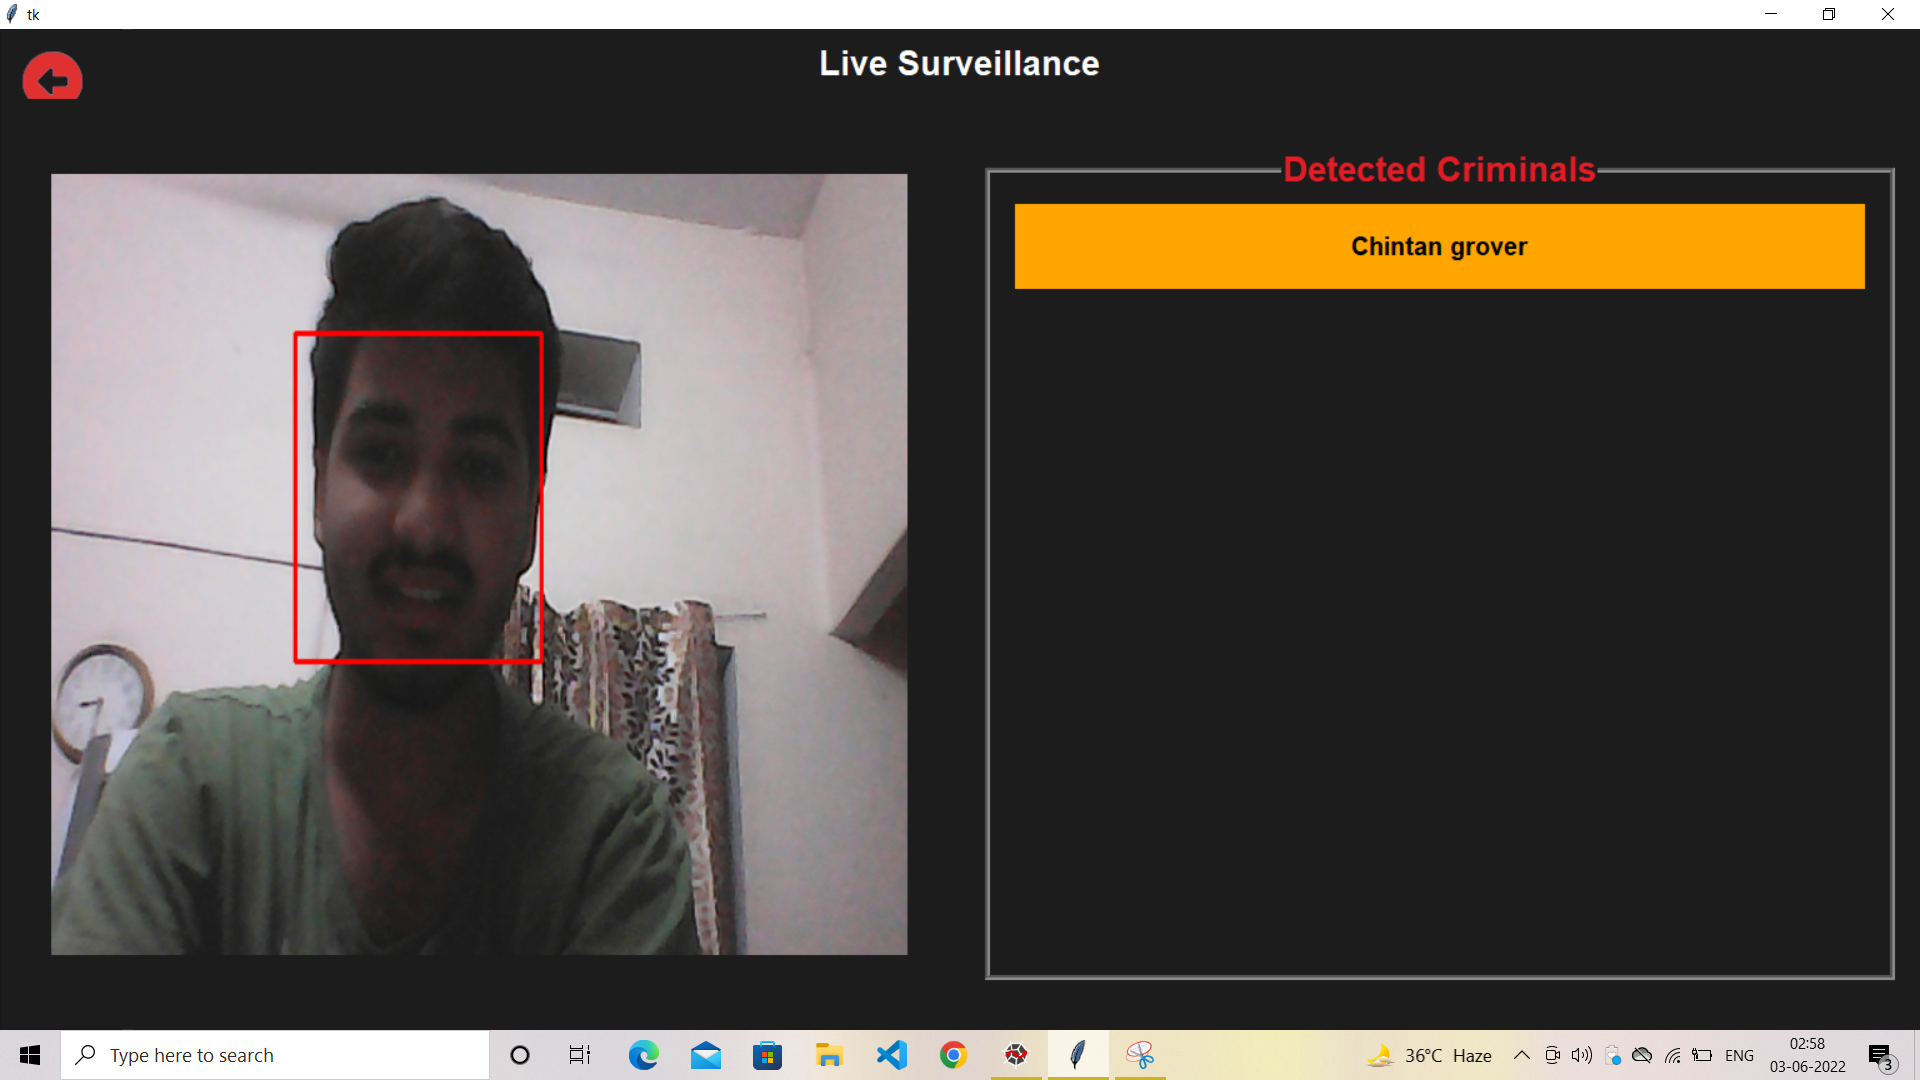 tk
Live Surveillance
Detected Criminals
Chintan grover
Type here to search
36°C Haze
ENG
02:58
03-06-2022
3